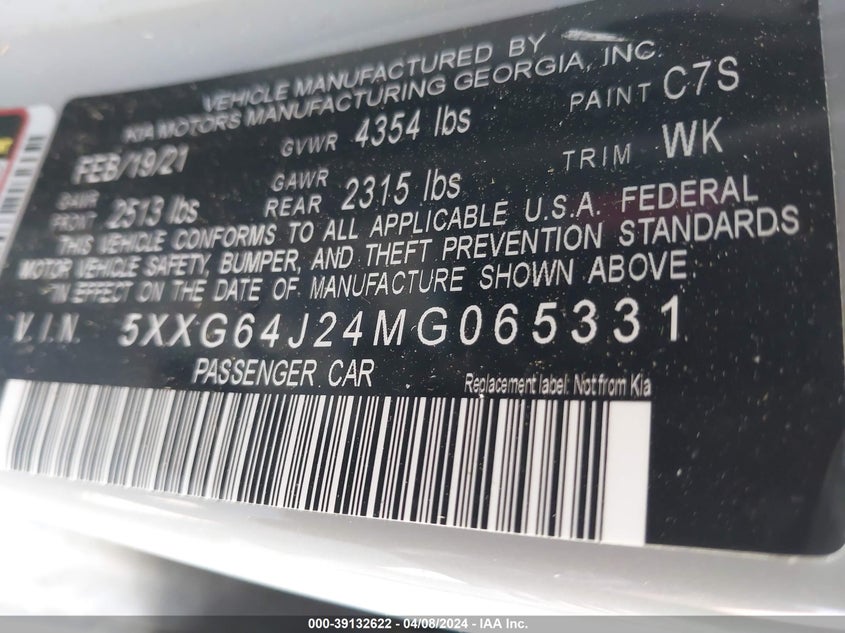 VEHICLE MANUFACTURED BY
KIA MOTORS MANUFACTURING GEORGIA, INC.
FEB/19/21 GVWR 4354 lbs PAINT C7S
GAWR FRONT 2513 lbs GAWR REAR 2315 lbs TRIM WK
THIS VEHICLE CONFORMS TO ALL APPLICABLE U.S.A. FEDERAL
MOTOR VEHICLE SAFETY, BUMPER, AND THEFT PREVENTION STANDARDS
IN EFFECT ON THE DATE OF MANUFACTURE SHOWN ABOVE
V.I.N. 5XXG64J24MG065331
PASSENGER CAR
Replacement label: Not from Kia
000-39132622 - 04/08/2024 - IAA Inc.